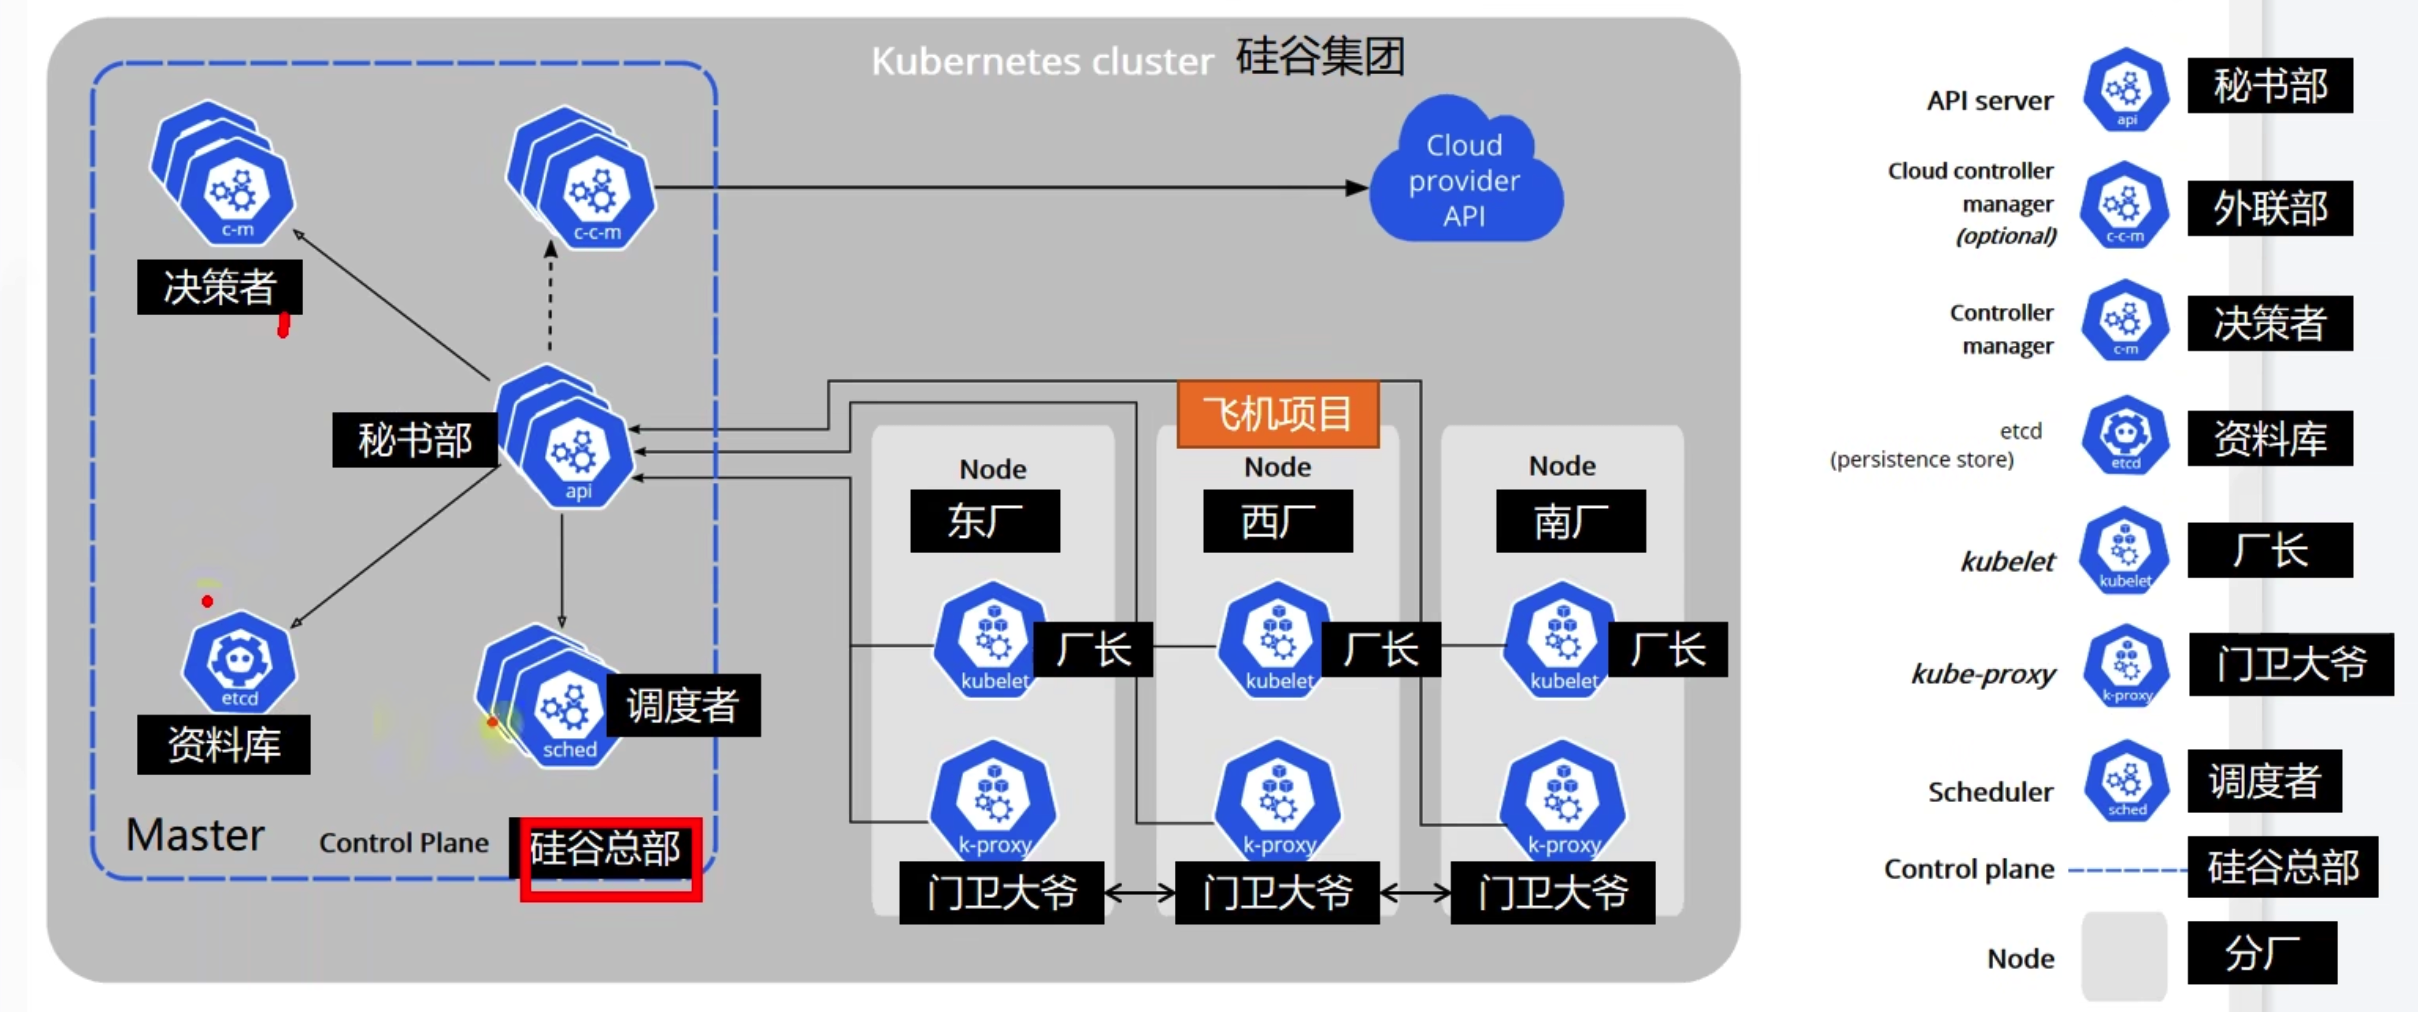 Kubernetes cluster 硅谷集团
c-m
决策者
c-c-m
Cloud
provider
API
秘书部
api
etcd
资料库
sched
调度者
Master
Control Plane
硅谷总部
飞机项目
Node
东厂
kubelet
厂长
k-proxy
门卫大爷
Node
西厂
kubelet
厂长
k-proxy
门卫大爷
Node
南厂
kubelet
厂长
k-proxy
门卫大爷
API server
api
秘书部
Cloud controller
manager
(optional)
c-c-m
外联部
Controller
manager
c-m
决策者
etcd
(persistence store)
etcd
资料库
kubelet
kubelet
厂长
kube-proxy
k-proxy
门卫大爷
Scheduler
sched
调度者
Control plane
硅谷总部
Node
分厂